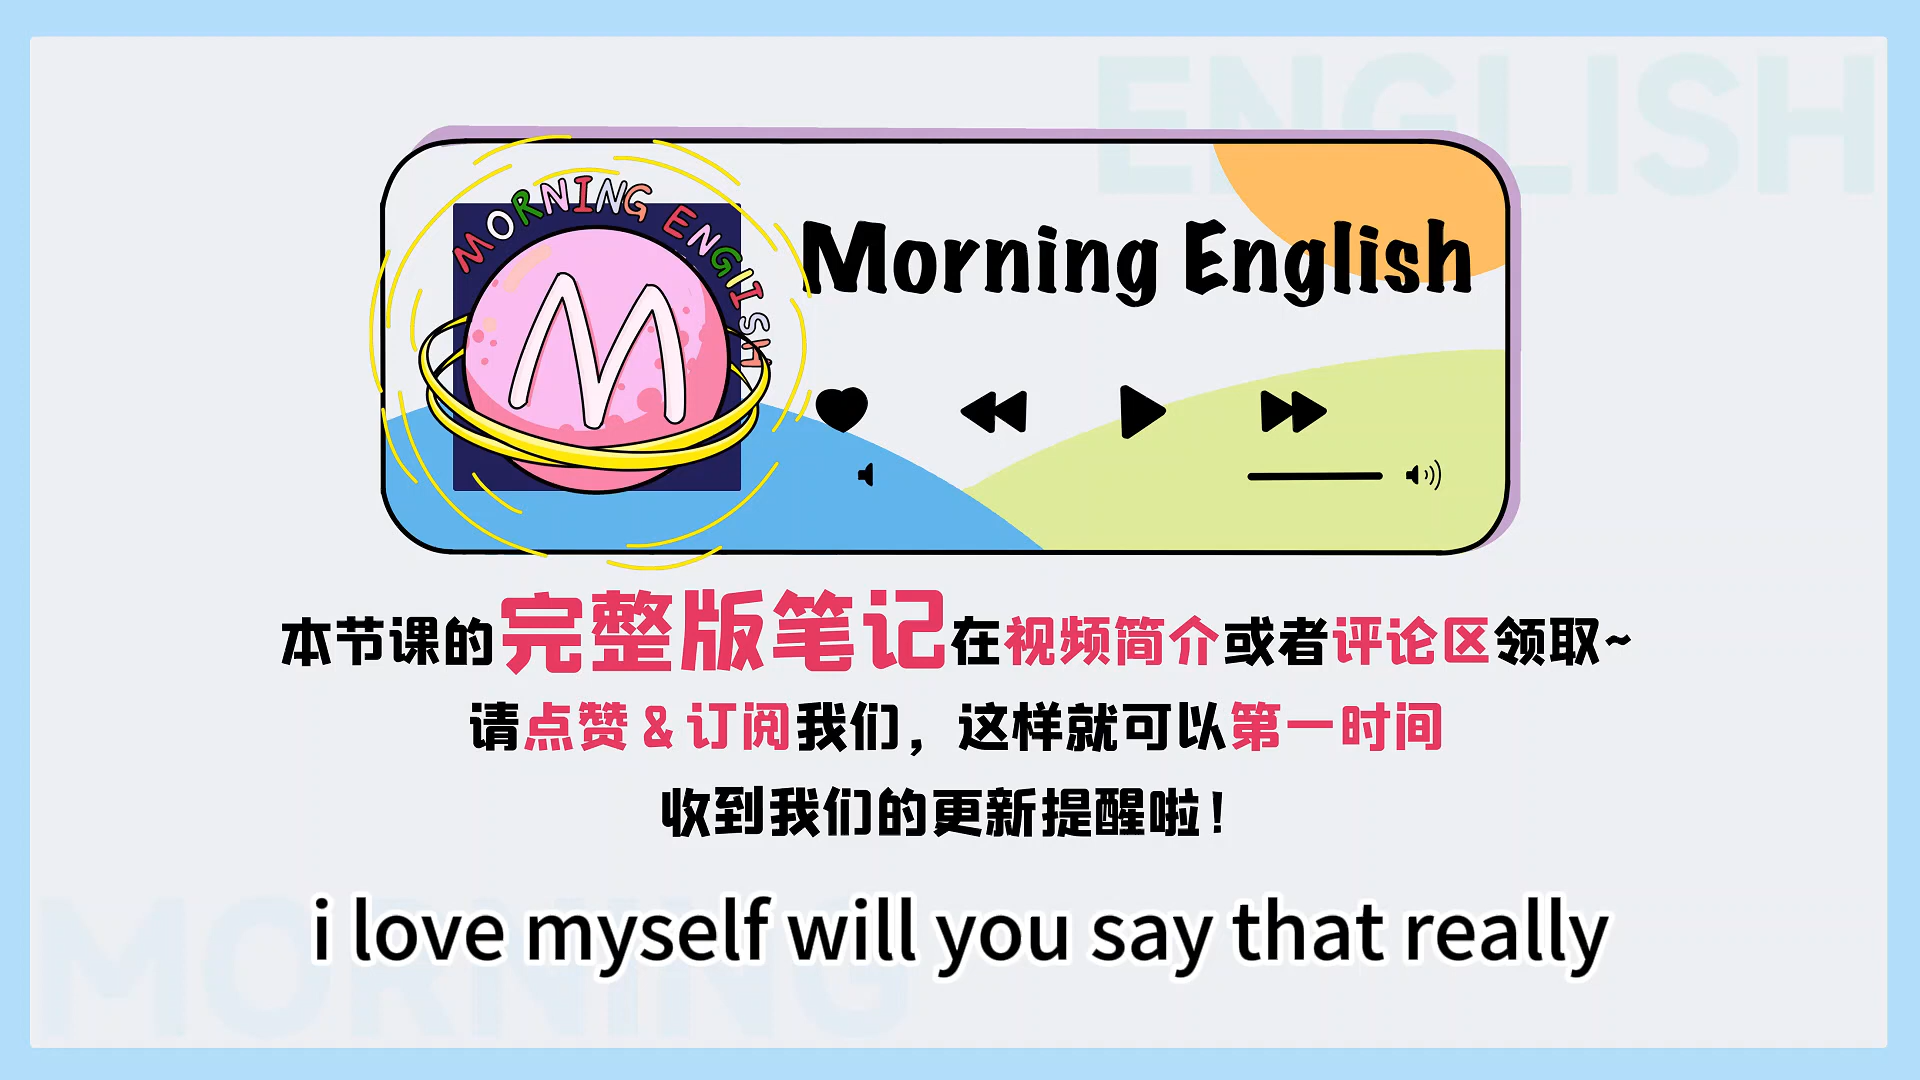 ENGLISH
MORNING ENGLISH
M
Morning English
本节课的完整版笔记在视频简介或者评论区领取~
请点赞&订阅我们，这样就可以第一时间
收到我们的更新提醒啦！
i love myself will you say that really
MORNING